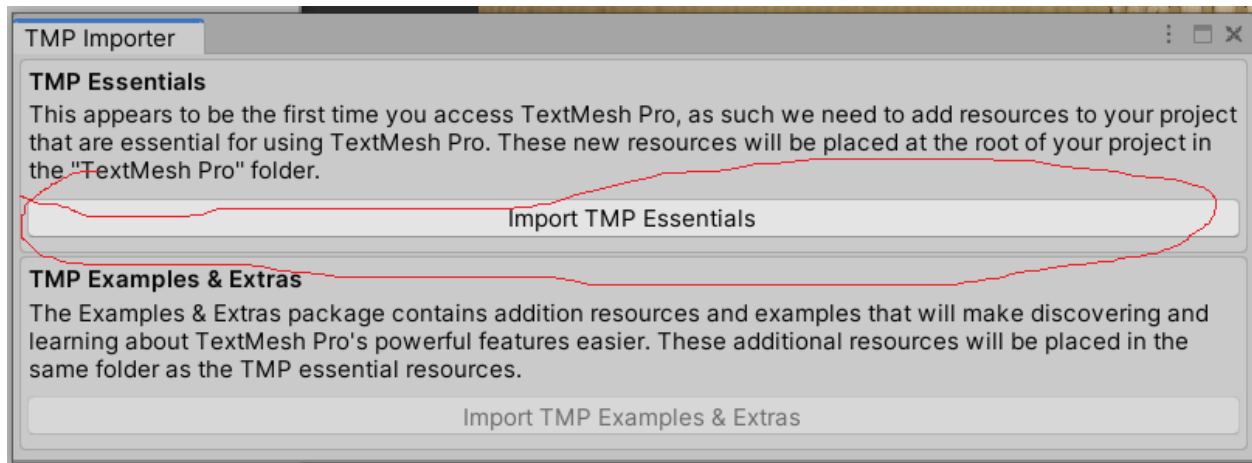 TMP Importer
TMP Essentials
This appears to be the first time you access TextMesh Pro, as such we need to add resources to your project
that are essential for using TextMesh Pro. These new resources will be placed at the root of your project in
the "TextMesh Pro" folder.
Import TMP Essentials
TMP Examples & Extras
The Examples & Extras package contains addition resources and examples that will make discovering and
learning about TextMesh Pro's powerful features easier. These additional resources will be placed in the
same folder as the TMP essential resources.
Import TMP Examples & Extras